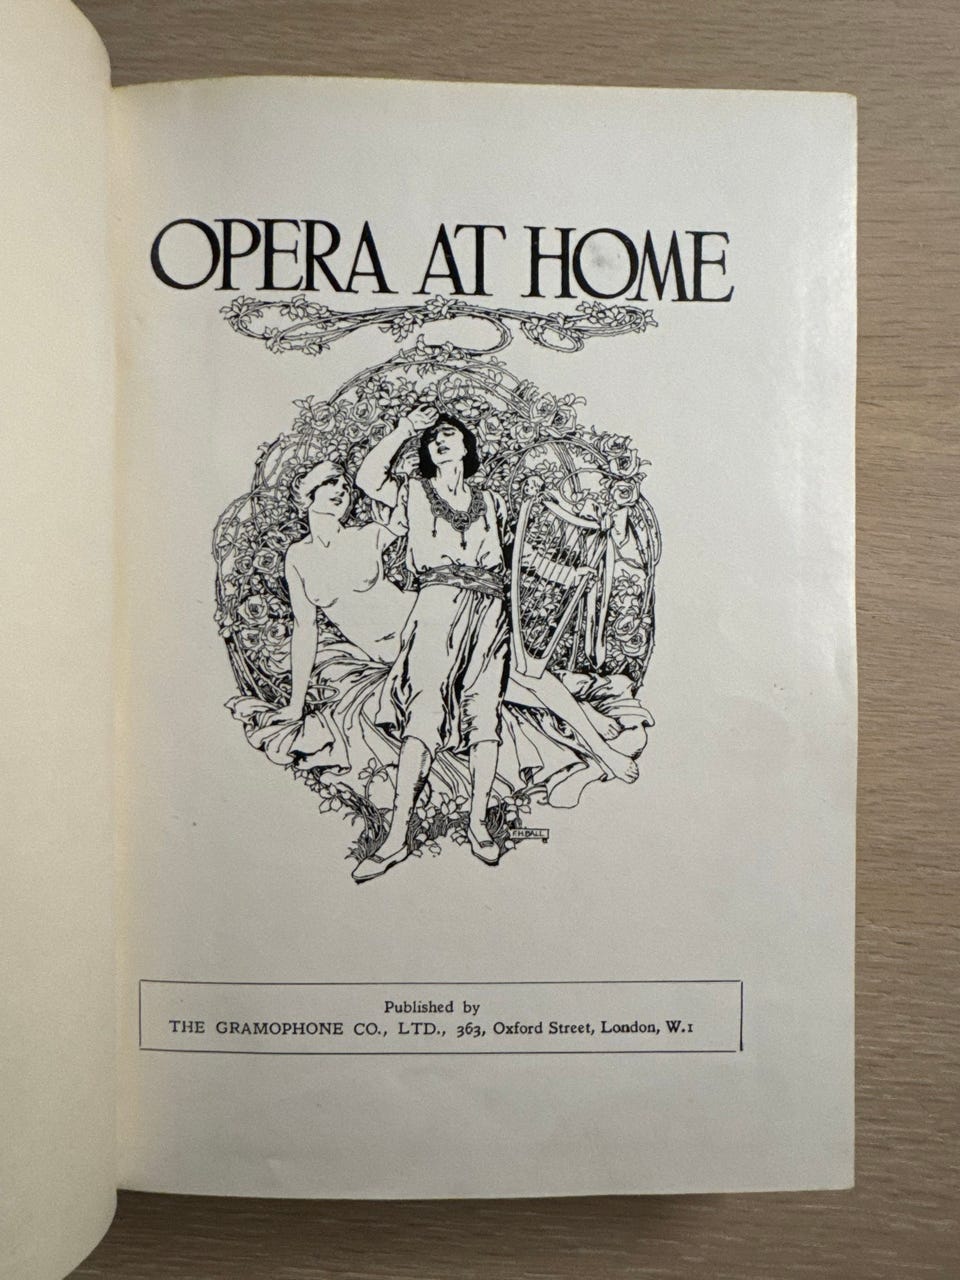 OPERA AT HOME
F.H.BALL
Published by
THE GRAMOPHONE CO., LTD., 363, Oxford Street, London, W.1